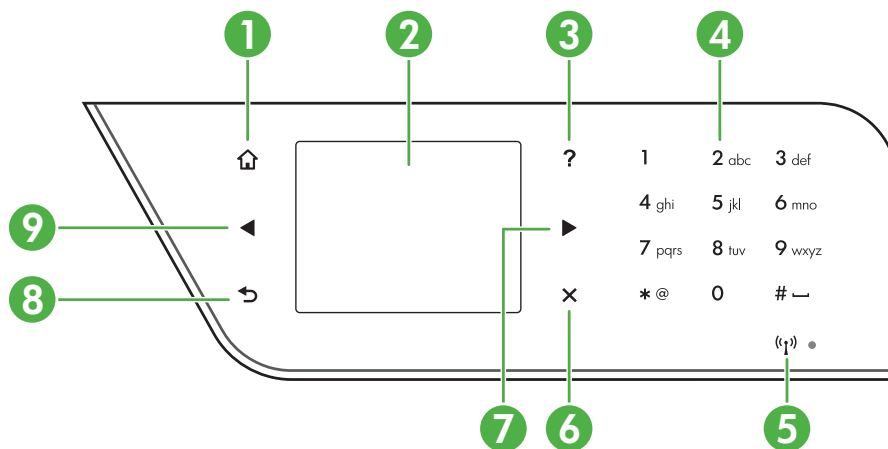 1 2 3 4
? 1 2 abc 3 def
4 ghi 5 jkl 6 mno
9
7 pqrs 8 tuv 9 wxyz
8 * @ 0 #
7 6 5